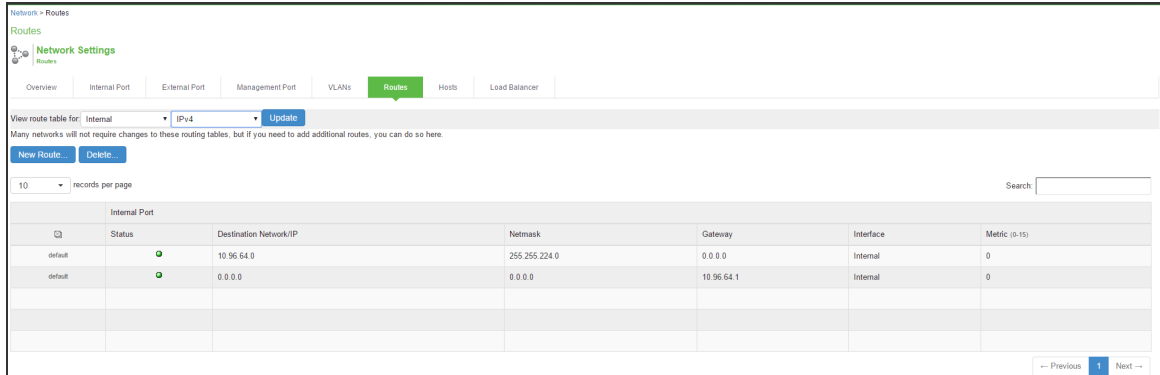 Network > Routes
Routes
Network Settings
Routes
Overview Internal Port External Port Management Port VLANs Routes Hosts Load Balancer
View route table for: Internal IPv4 Update
Many networks will not require changes to these routing tables, but if you need to add additional routes, you can do so here.
New Route... Delete...
10 records per page Search:
Internal Port
Status Destination Network/IP Netmask Gateway Interface Metric (0-15)
default 10.96.64.0 255.255.224.0 0.0.0.0 Internal 0
default 0.0.0.0 0.0.0.0 10.96.64.1 Internal 0
← Previous 1 Next →